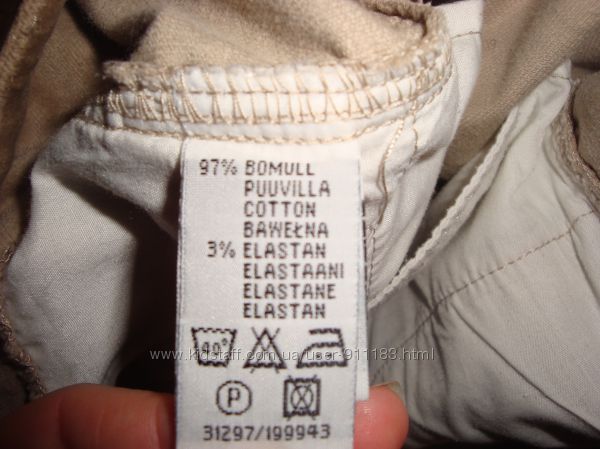 97% BOMULL
PUUVILLA
COTTON
BAWEŁNA
3% ELASTAN
ELASTAANI
ELASTANE
ELASTAN
40°
www.kidstaff.com.ua/user-911183.html
P
31297/199943